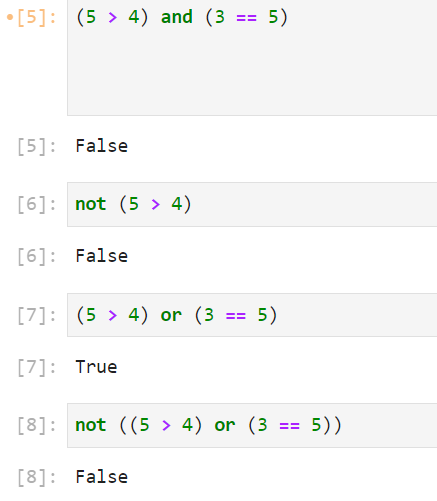 •[5]: (5 > 4) and (3 == 5)
[5]: False
[6]: not (5 > 4)
[6]: False
[7]: (5 > 4) or (3 == 5)
[7]: True
[8]: not ((5 > 4) or (3 == 5))
[8]: False